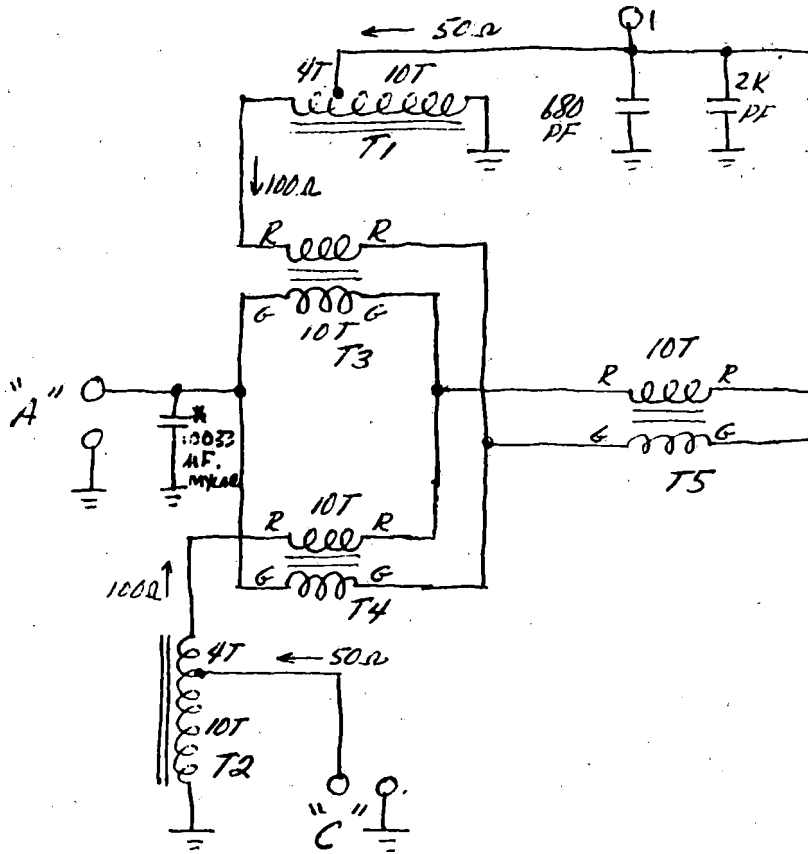 1
← 50Ω
4T 10T
T1
680
PF
2K
PF
↓100Ω
R R
G G
10T
T3
"A"
*
.0033
µF.
10T
R R
G G
T5
10T
R R
G G
T4
100Ω ↑
4T
← 50Ω
10T
T2
"C"